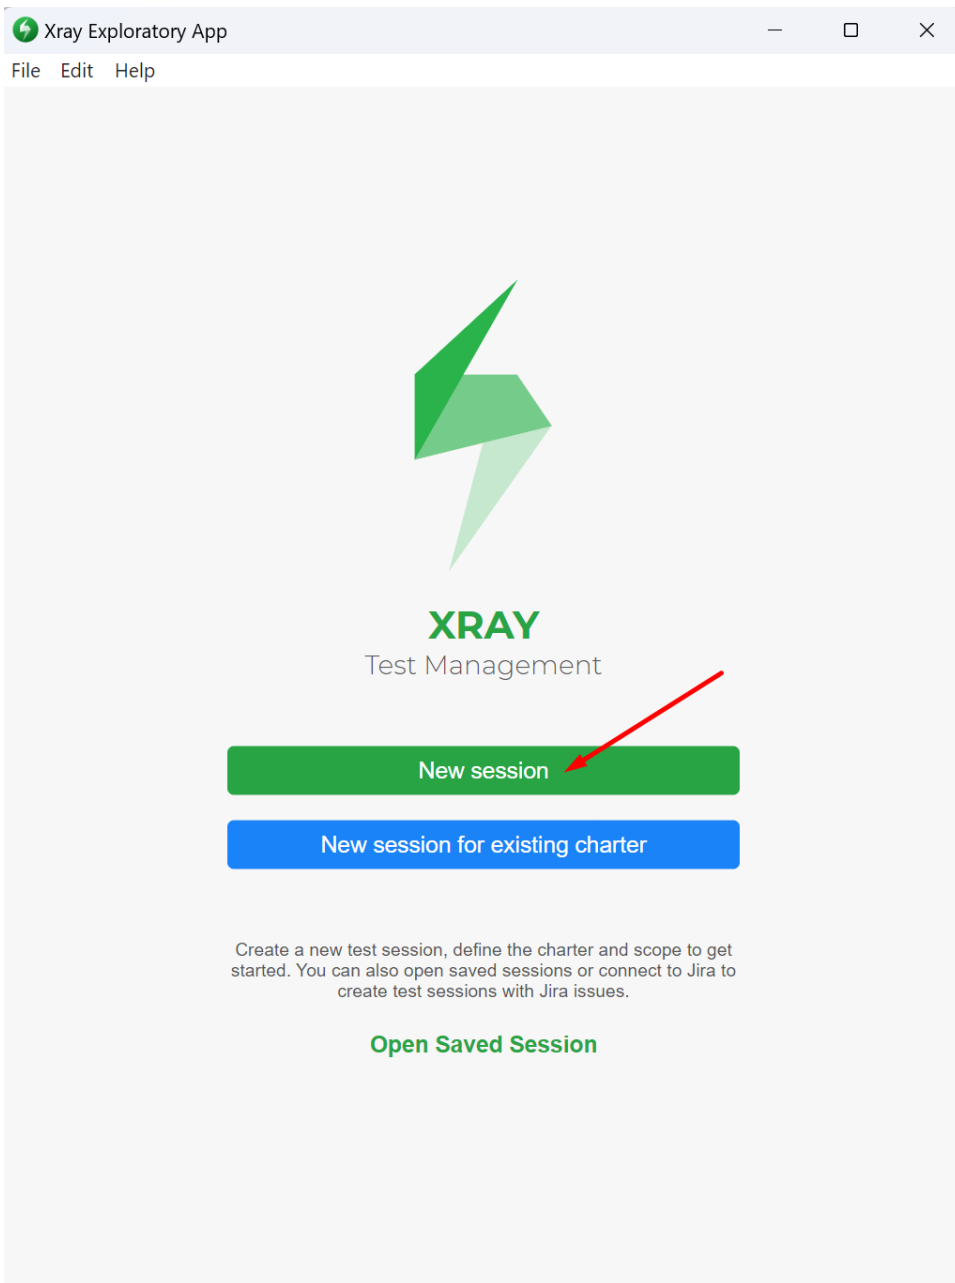 Xray Exploratory App
File Edit Help
XRAY
Test Management
New session
New session for existing charter
Create a new test session, define the charter and scope to get
started. You can also open saved sessions or connect to Jira to
create test sessions with Jira issues.
Open Saved Session